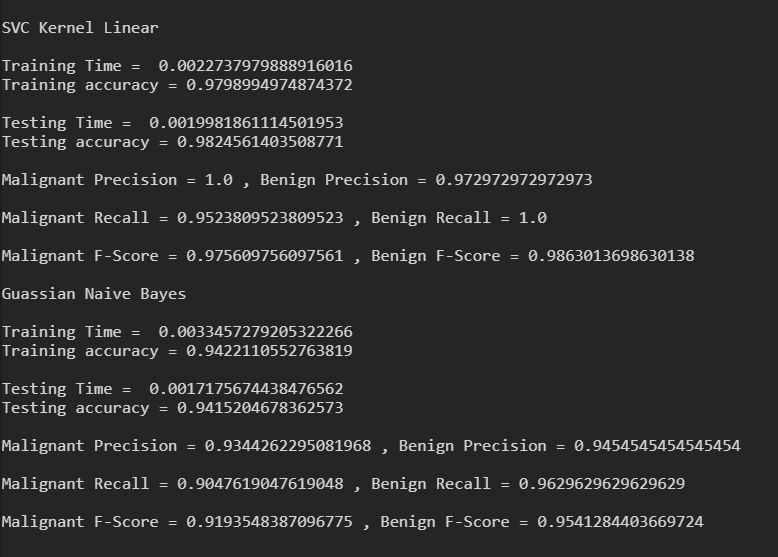 SVC Kernel Linear
Training Time =  0.0022737979888916016
Training accuracy = 0.9798994974874372
Testing Time =  0.0019981861114501953
Testing accuracy = 0.9824561403508771
Malignant Precision = 1.0 , Benign Precision = 0.972972972972973
Malignant Recall = 0.9523809523809523 , Benign Recall = 1.0
Malignant F-Score = 0.975609756097561 , Benign F-Score = 0.9863013698630138
Guassian Naive Bayes
Training Time =  0.0033457279205322266
Training accuracy = 0.9422110552763819
Testing Time =  0.0017175674438476562
Testing accuracy = 0.9415204678362573
Malignant Precision = 0.9344262295081968 , Benign Precision = 0.9454545454545454
Malignant Recall = 0.9047619047619048 , Benign Recall = 0.9629629629629629
Malignant F-Score = 0.9193548387096775 , Benign F-Score = 0.9541284403669724